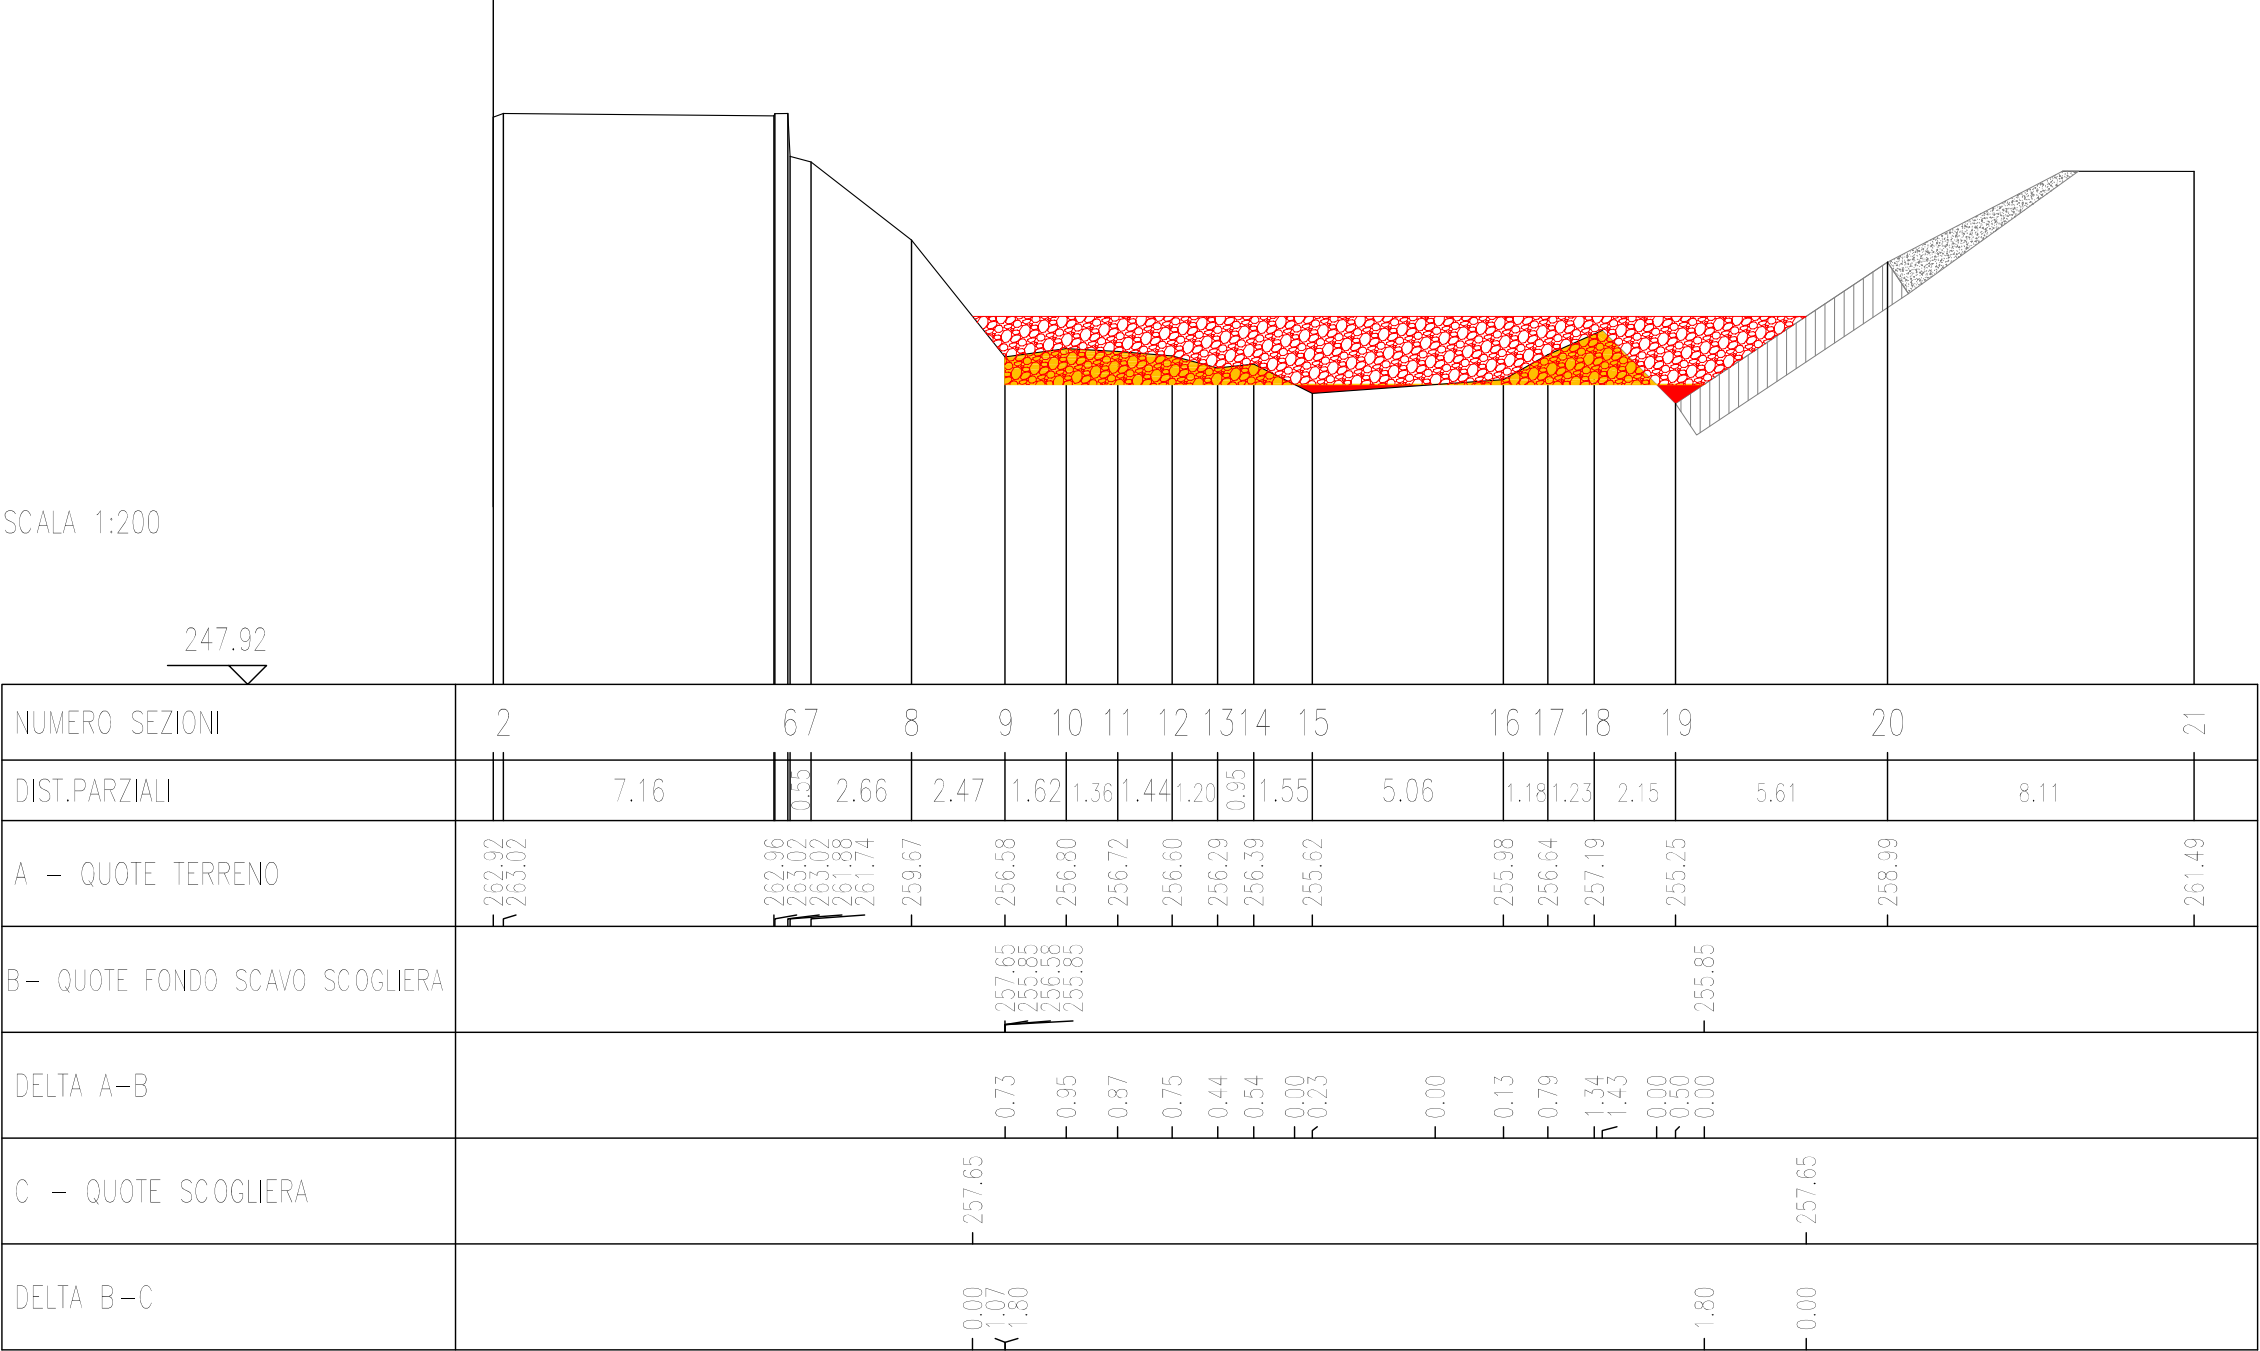 SCALA 1:200
247.92
NUMERO SEZIONI 2 6 7 8 9 10 11 12 13 14 15 16 17 18 19 20 21
DIST.PARZIALI 7.16 0.55 2.66 2.47 1.62 1.36 1.44 1.20 0.95 1.55 5.06 1.18 1.23 2.15 5.61 8.11
A - QUOTE TERRENO 262.92 263.02 262.96 263.02 263.02 261.88 261.74 259.67 256.58 256.80 256.72 256.60 256.29 256.39 255.62 255.98 256.64 257.19 255.25 258.99 261.49
B- QUOTE FONDO SCAVO SCOGLIERA 257.65 255.85 256.58 255.85 255.85
DELTA A-B 0.73 0.95 0.87 0.75 0.44 0.54 0.00 0.23 0.00 0.13 0.79 1.34 1.43 0.00 0.50 0.00
C - QUOTE SCOGLIERA 257.65 257.65
DELTA B-C 0.00 1.07 1.80 1.80 0.00